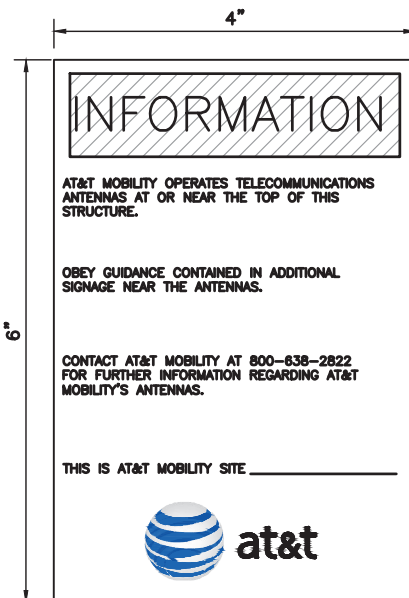 4"
INFORMATION
AT&T MOBILITY OPERATES TELECOMMUNICATIONS
ANTENNAS AT OR NEAR THE TOP OF THIS
STRUCTURE.
OBEY GUIDANCE CONTAINED IN ADDITIONAL
SIGNAGE NEAR THE ANTENNAS.
6"
CONTACT AT&T MOBILITY AT 800-638-2822
FOR FURTHER INFORMATION REGARDING AT&T
MOBILITY'S ANTENNAS.
THIS IS AT&T MOBILITY SITE
at&t